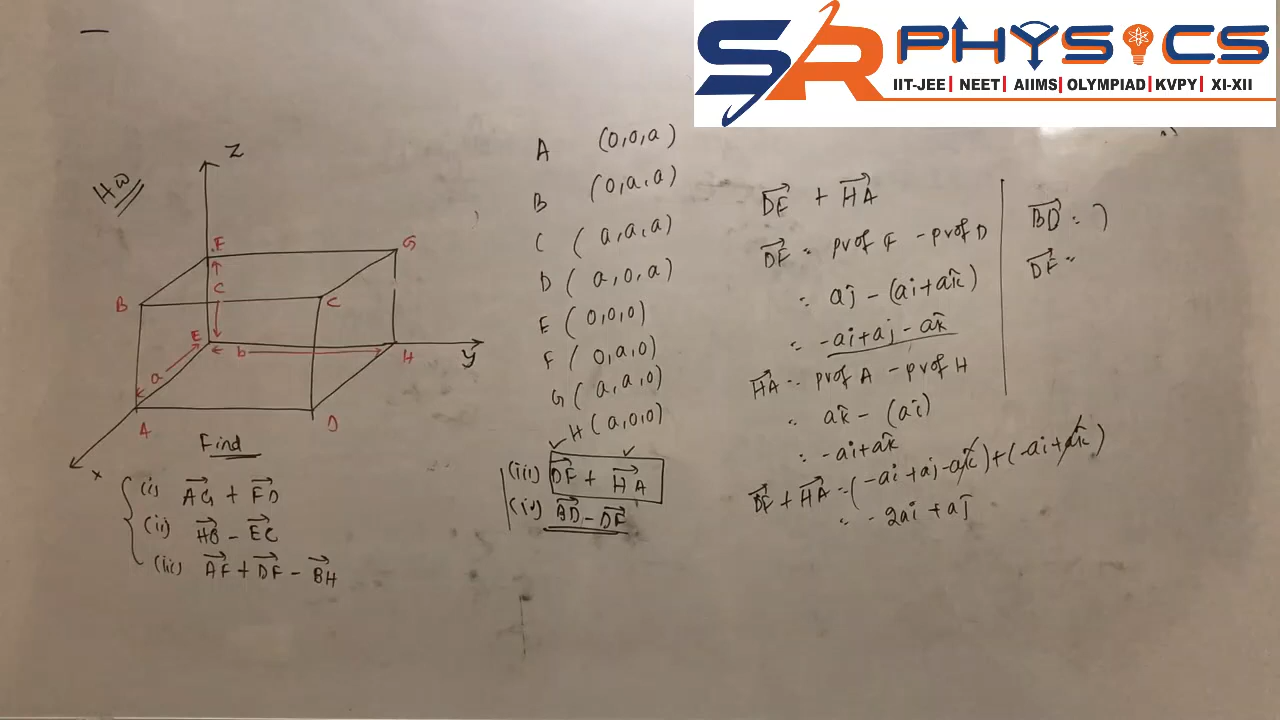 SR PHYSICS
IIT-JEE | NEET | AIIMS | OLYMPIAD | KVPY | XI-XII
HW
Z
F
G
B
C
C
E
b
H
y
a
A
D
x
Find
(i) AG + FD
(ii) HB - EC
(iii) AF + DF - BH
A (0,0,a)
B (0,a,a)
C (a,a,a)
D (a,0,a)
E (0,0,0)
F (0,a,0)
G (a,a,0)
H (a,0,0)
(iii) DF + HA
(iv) BD - DF
DF + HA
DF = pv of F - pv of D
= aĵ - (ai + ak̂)
= -ai + aj - ak̂
HA = pv of A - pv of H
= ak̂ - (ai)
= -ai + ak̂
DF + HA = (-ai + aj - ak̂) + (-ai + ak̂)
= -2ai + aĵ
BD = ?
DF =